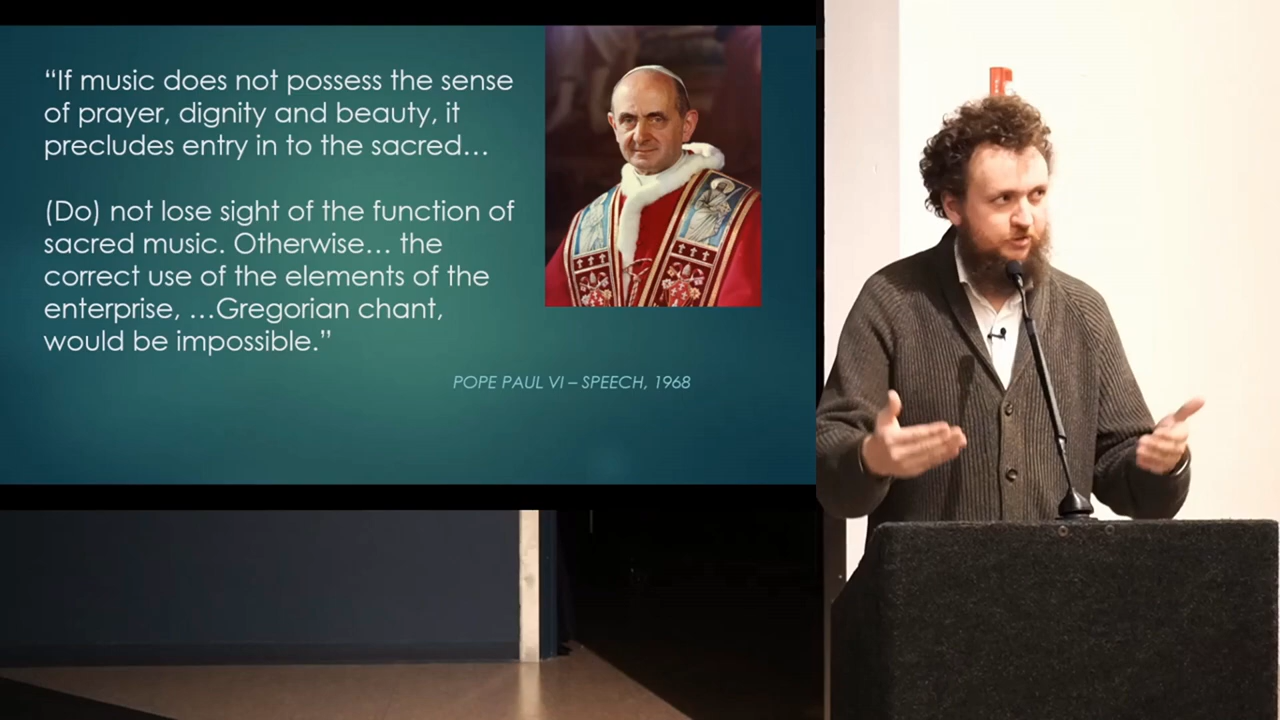 “If music does not possess the sense
of prayer, dignity and beauty, it
precludes entry in to the sacred…
(Do) not lose sight of the function of
sacred music. Otherwise… the
correct use of the elements of the
enterprise, …Gregorian chant,
would be impossible.”
POPE PAUL VI – SPEECH, 1968